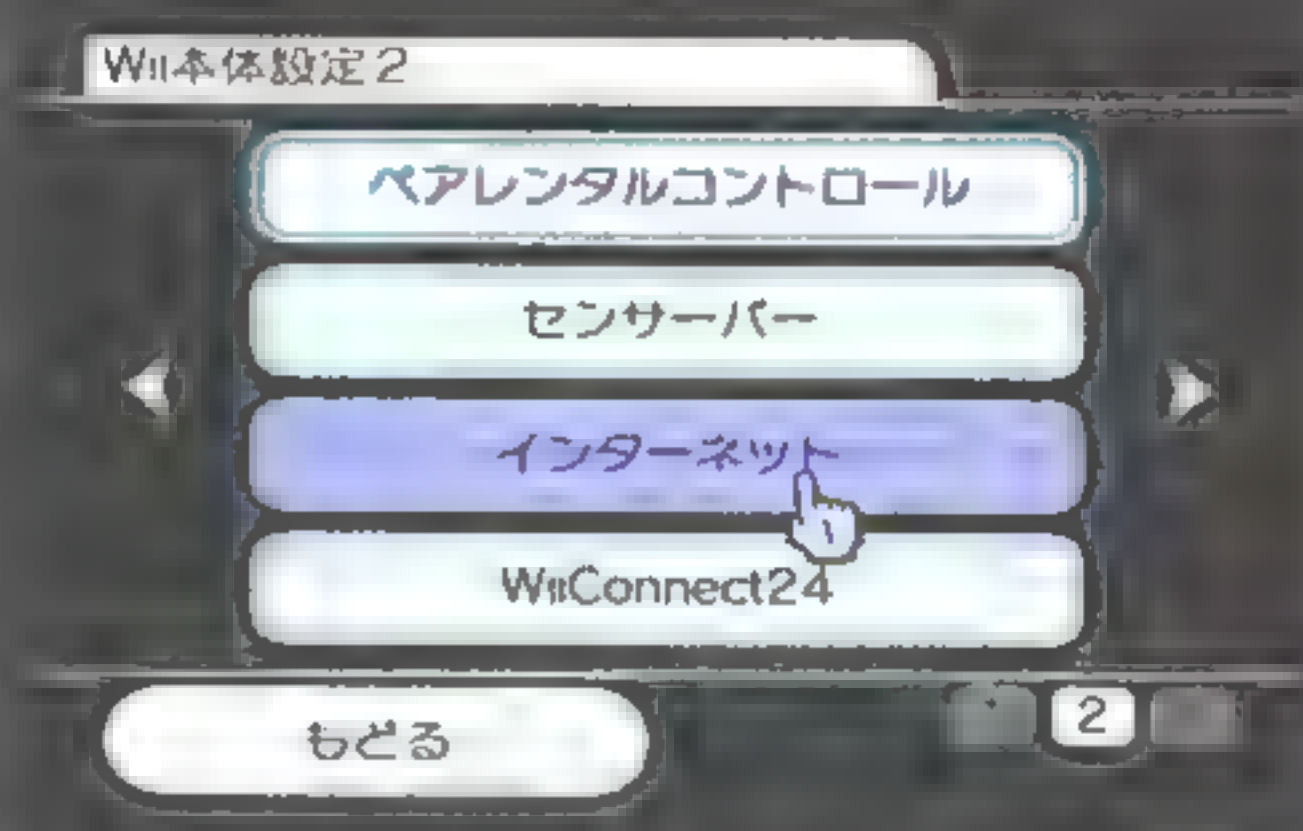 Wii本体設定2
ペアレンタルコントロール
センサーバー
インターネット
WiiConnect24
もどる
2